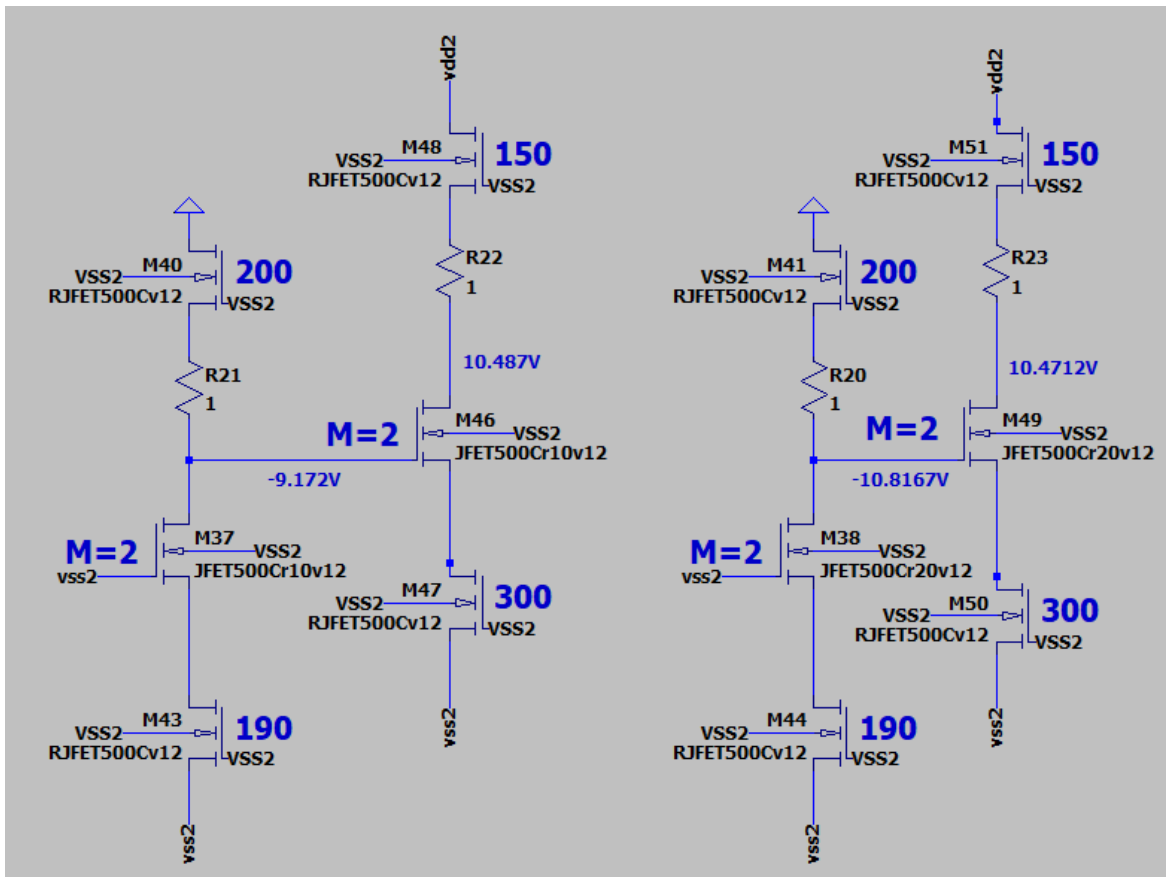 vdd2
M48
VSS2
RJFET500Cv12
150
VSS2
R22
1
10.487V
M40
VSS2
RJFET500Cv12
200
VSS2
R21
1
M=2
M46
VSS2
JFET500Cr10v12
-9.172V
M=2
M37
VSS2
vss2
JFET500Cr10v12
M47
VSS2
RJFET500Cv12
300
VSS2
vss2
M43
VSS2
RJFET500Cv12
190
VSS2
vss2
vdd2
M51
VSS2
RJFET500Cv12
150
VSS2
R23
1
10.4712V
M41
VSS2
RJFET500Cv12
200
VSS2
R20
1
M=2
M49
VSS2
JFET500Cr20v12
-10.8167V
M=2
M38
VSS2
vss2
JFET500Cr20v12
M50
VSS2
RJFET500Cv12
300
VSS2
vss2
M44
VSS2
RJFET500Cv12
190
VSS2
vss2